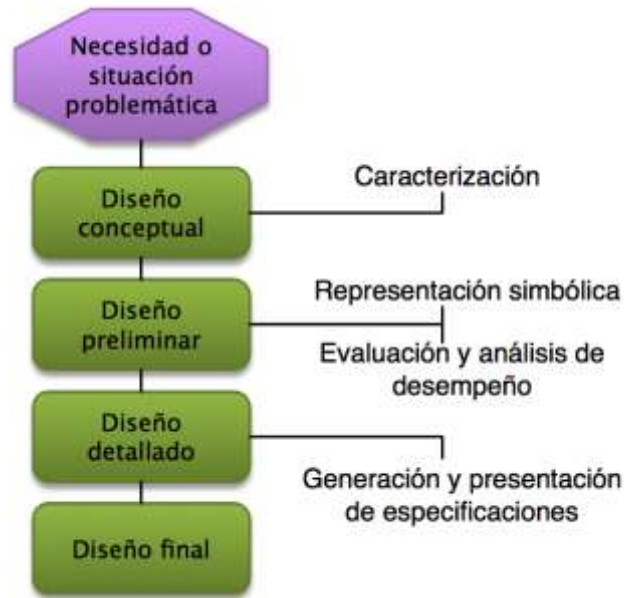 Necesidad o
situación
problemática
Diseño
conceptual
Caracterización
Diseño
preliminar
Representación simbólica
Evaluación y análisis de
desempeño
Diseño
detallado
Generación y presentación
de especificaciones
Diseño final